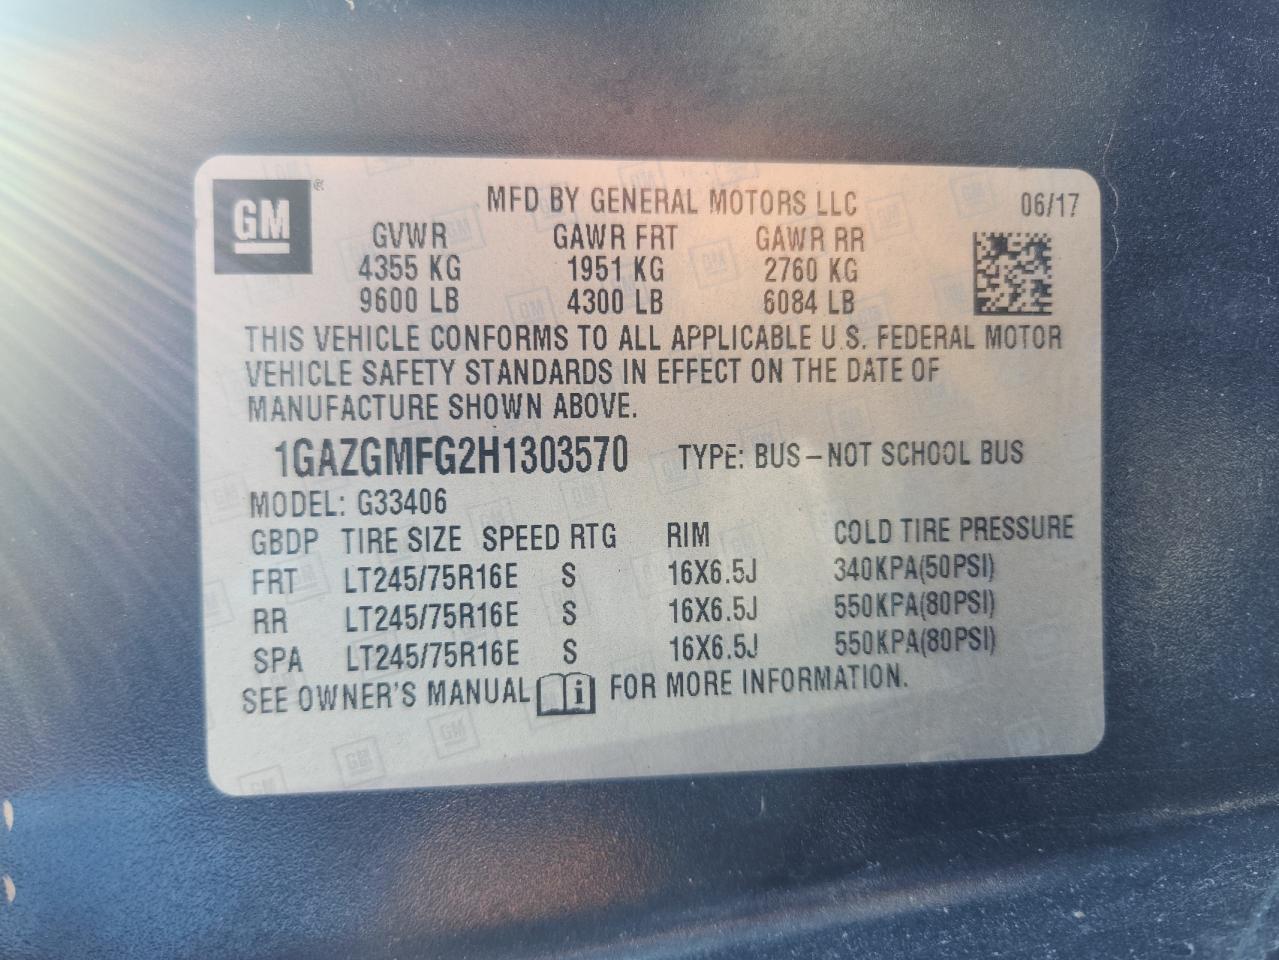 GM®
MFD BY GENERAL MOTORS LLC 06/17
GVWR GAWR FRT GAWR RR
4355 KG 1951 KG 2760 KG
9600 LB 4300 LB 6084 LB
THIS VEHICLE CONFORMS TO ALL APPLICABLE U.S. FEDERAL MOTOR
VEHICLE SAFETY STANDARDS IN EFFECT ON THE DATE OF
MANUFACTURE SHOWN ABOVE.
1GAZGMFG2H1303570 TYPE: BUS-NOT SCHOOL BUS
MODEL: G33406
GBDP TIRE SIZE SPEED RTG RIM COLD TIRE PRESSURE
FRT LT245/75R16E S 16X6.5J 340KPA(50PSI)
RR LT245/75R16E S 16X6.5J 550KPA(80PSI)
SPA LT245/75R16E S 16X6.5J 550KPA(80PSI)
SEE OWNER'S MANUAL i FOR MORE INFORMATION.